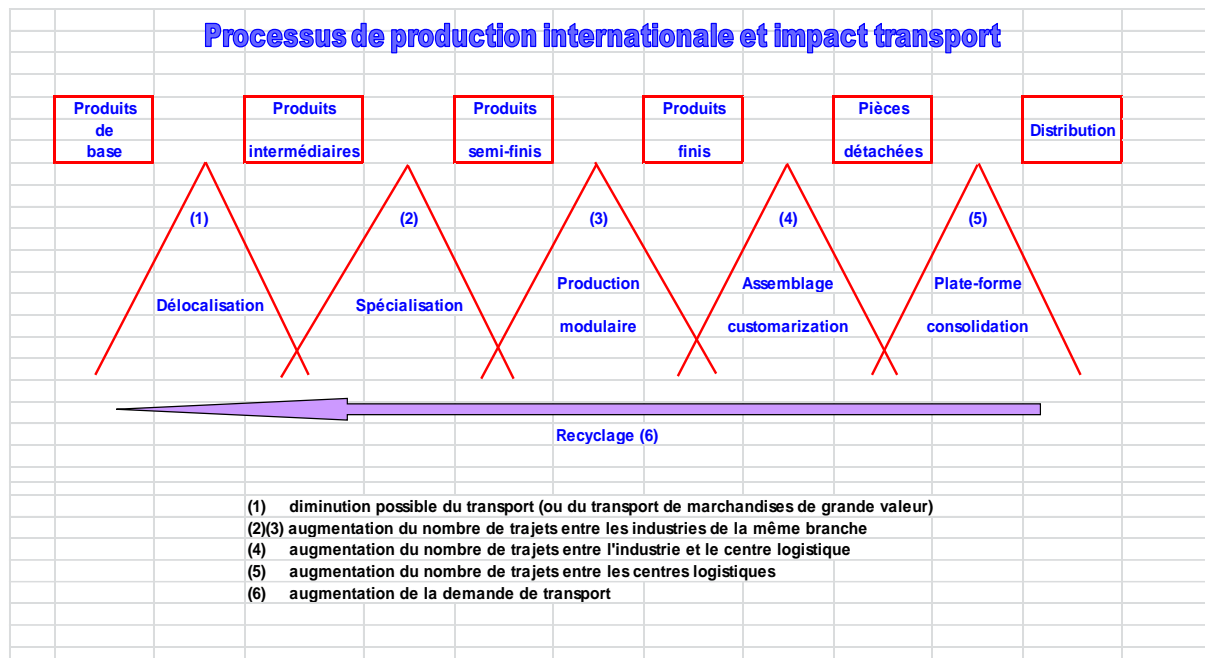 Processus de production internationale et impact transport
Produits
de
base
Produits
intermédiaires
Produits
semi-finis
Produits
finis
Pièces
détachées
Distribution
(1)
(2)
(3)
(4)
(5)
Délocalisation
Spécialisation
Production
modulaire
Assemblage
customarization
Plate-forme
consolidation
Recyclage (6)
(1) diminution possible du transport (ou du transport de marchandises de grande valeur)
(2)(3) augmentation du nombre de trajets entre les industries de la même branche
(4) augmentation du nombre de trajets entre l'industrie et le centre logistique
(5) augmentation du nombre de trajets entre les centres logistiques
(6) augmentation de la demande de transport